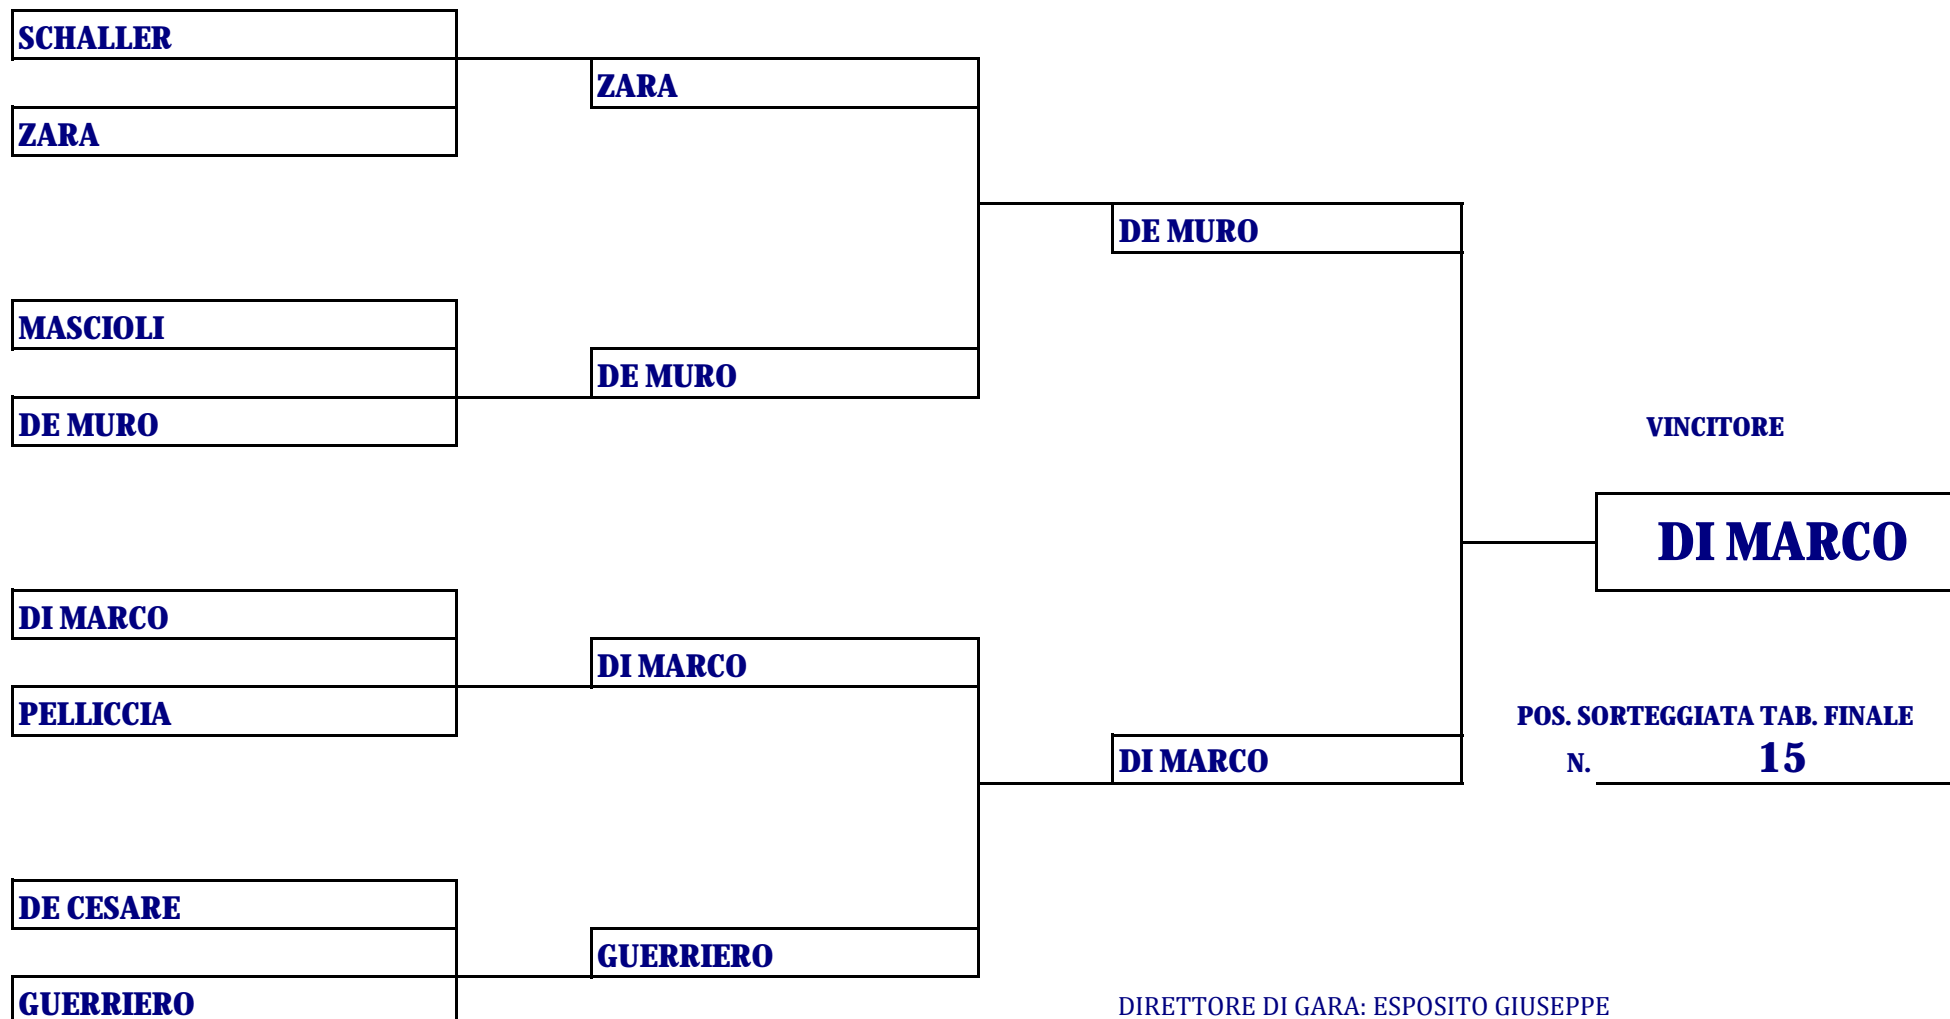 SCHALLER
ZARA
ZARA
DE MURO
MASCIOLI
DE MURO
DE MURO
VINCITORE
DI MARCO
DI MARCO
DI MARCO
PELLICCIA
POS. SORTEGGIATA TAB. FINALE
DI MARCO
N. 15
DE CESARE
GUERRIERO
GUERRIERO
DIRETTORE DI GARA: ESPOSITO GIUSEPPE